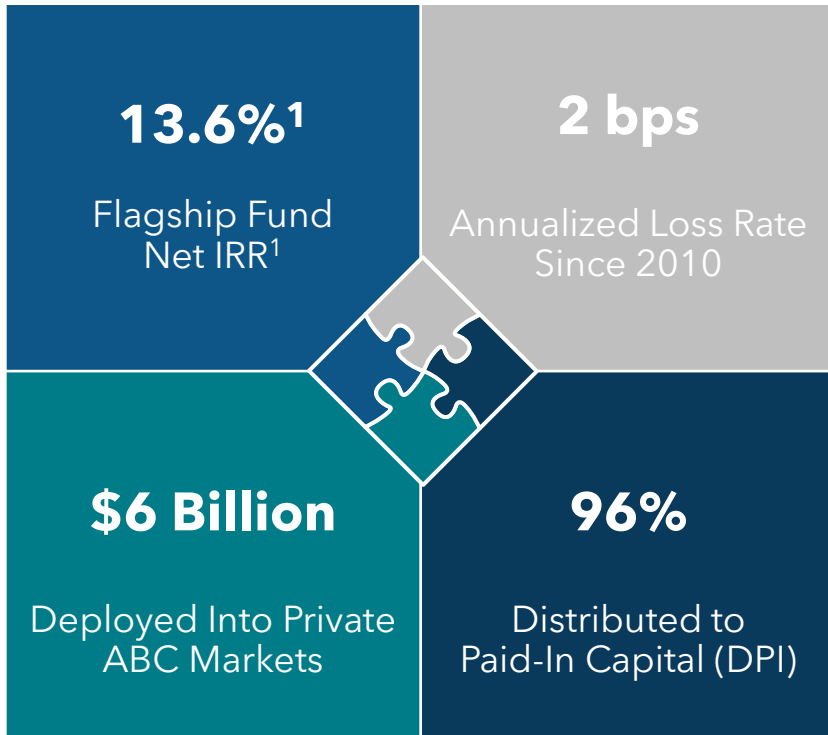 13.6%¹
Flagship Fund
Net IRR¹
2 bps
Annualized Loss Rate
Since 2010
$6 Billion
Deployed Into Private
ABC Markets
96%
Distributed to
Paid-In Capital (DPI)